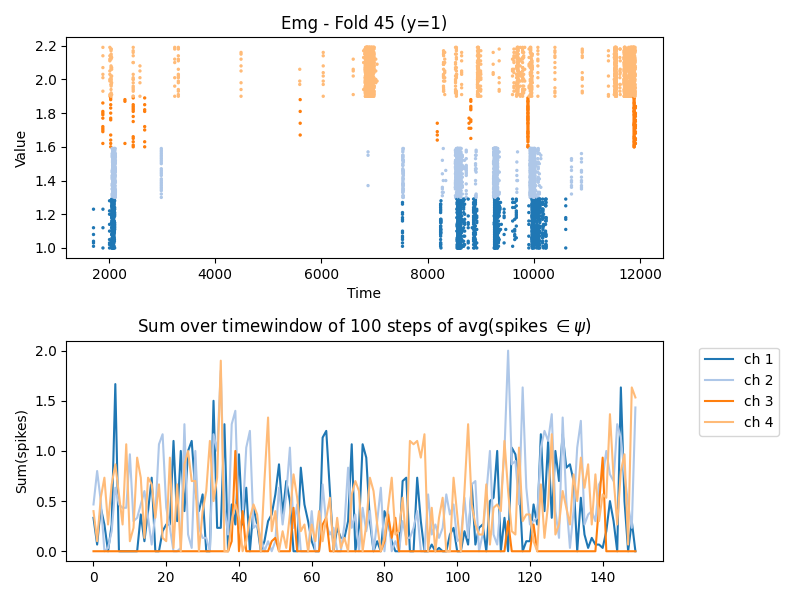 Emg - Fold 45 (y=1)
2.2
2.0
1.8
1.6
1.4
1.2
1.0
Value
2000 4000 6000 8000 10000 12000
Time
Sum over timewindow of 100 steps of avg(spikes ∈ ψ)
2.0
1.5
1.0
0.5
0.0
Sum(spikes)
0 20 40 60 80 100 120 140
ch 1
ch 2
ch 3
ch 4